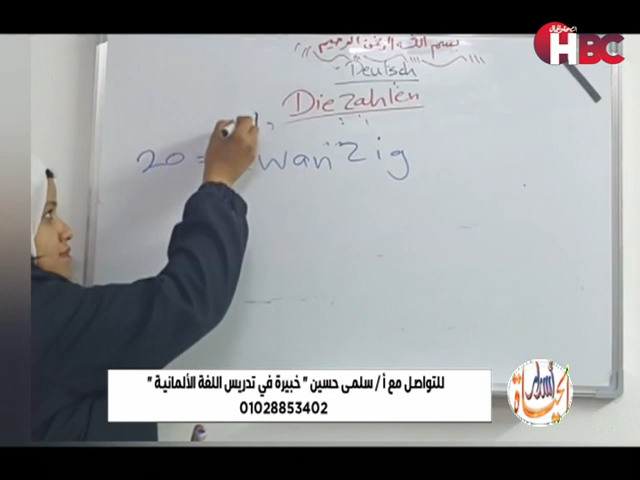 HBC
بسم الله الرحمن الرحيم
Deutsch
Die Zahlen
20 = wanzig
للتواصل مع أ/ سلمى حسين " خبيرة في تدريس اللغة الألمانية "
01028853402
الحياة